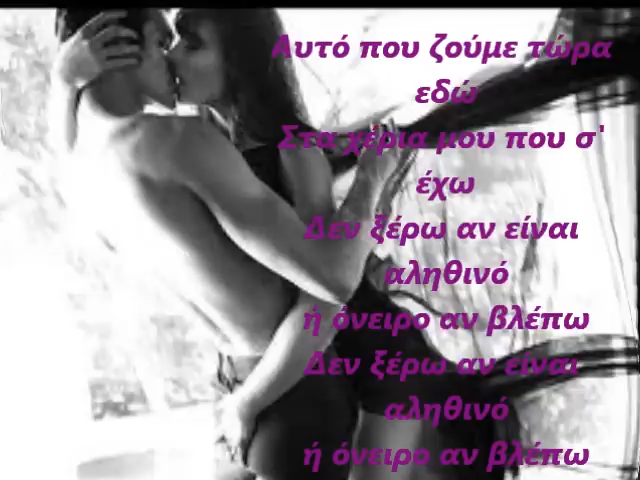 Αυτό που ζούμε τώρα
εδώ
Στα χέρια μου που σ'
έχω
Δεν ξέρω αν είναι
αληθινό
ή όνειρο αν βλέπω
Δεν ξέρω αν είναι
αληθινό
ή όνειρο αν βλέπω